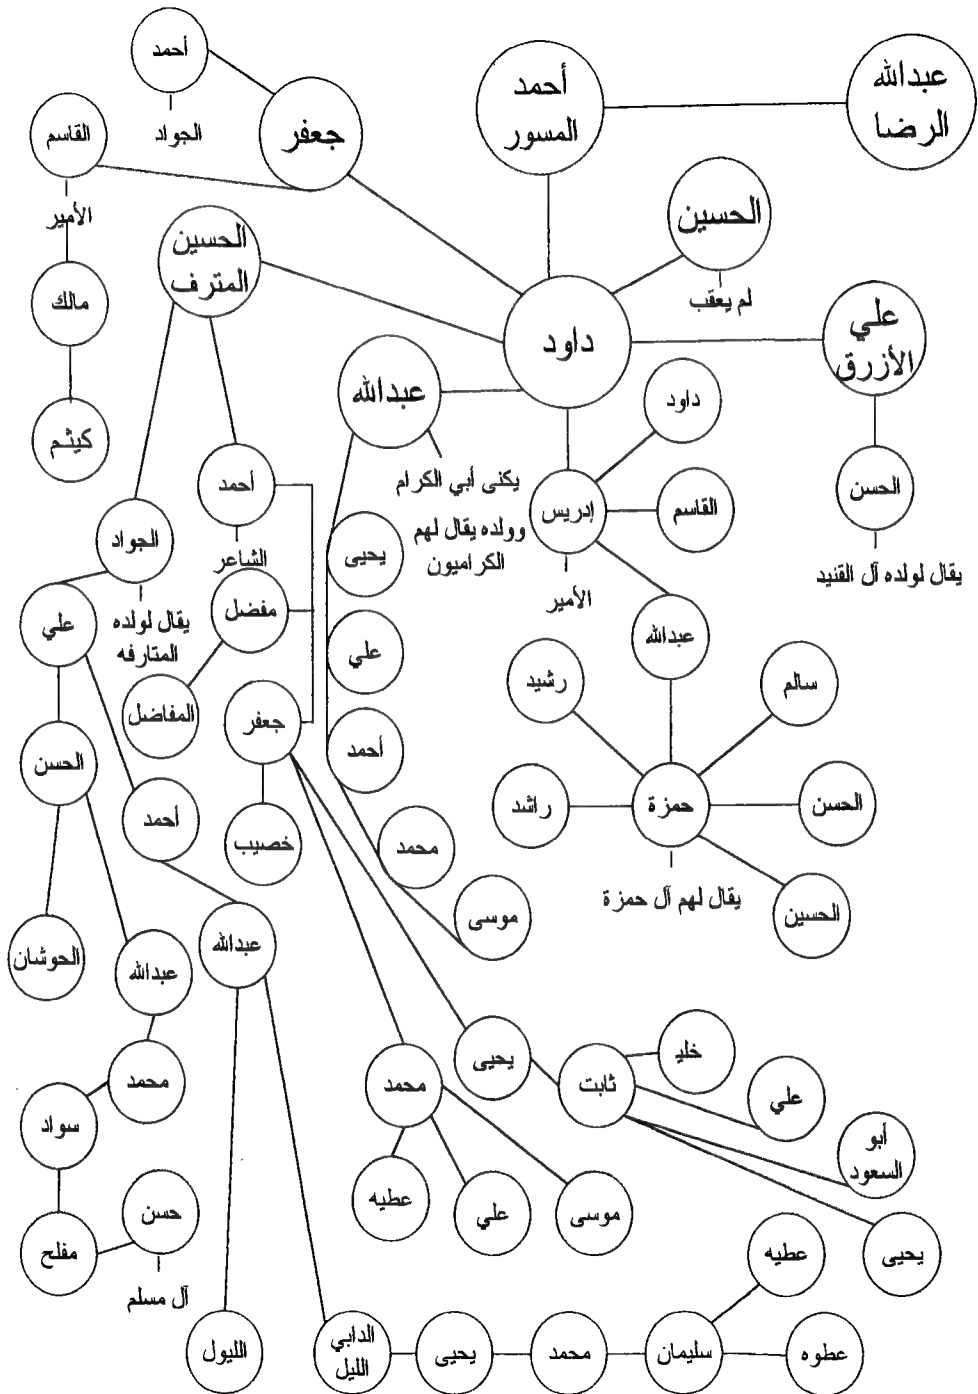 عبدالله
الرضا
أحمد
المسور
أحمد
الجواد
جعفر
القاسم
الأمير
مالك
كيثم
الحسين
لم يعقب
الحسين
المترف
داود
علي
الأزرق
الحسن
يقال لولده آل القنيد
عبدالله
يكنى أبي الكرام
وولده يقال لهم
الكراميون
داود
القاسم
إدريس
الأمير
عبدالله
أحمد
الشاعر
الجواد
يقال لولده
المتارفه
مفضل
المفاضل
جعفر
خصيب
يحيى
علي
أحمد
محمد
موسى
رشيد
سالم
راشد
حمزة
الحسن
الحسين
يقال لهم آل حمزة
علي
الحسن
أحمد
الحوشان
عبدالله
عبدالله
محمد
سواد
مفلح
حسن
آل مسلم
محمد
يحيى
ثابت
خليد
علي
أبو
السعود
يحيى
عطيه
علي
موسى
الليول
الدابي
الليل
يحيى
محمد
سليمان
عطيه
عطوه